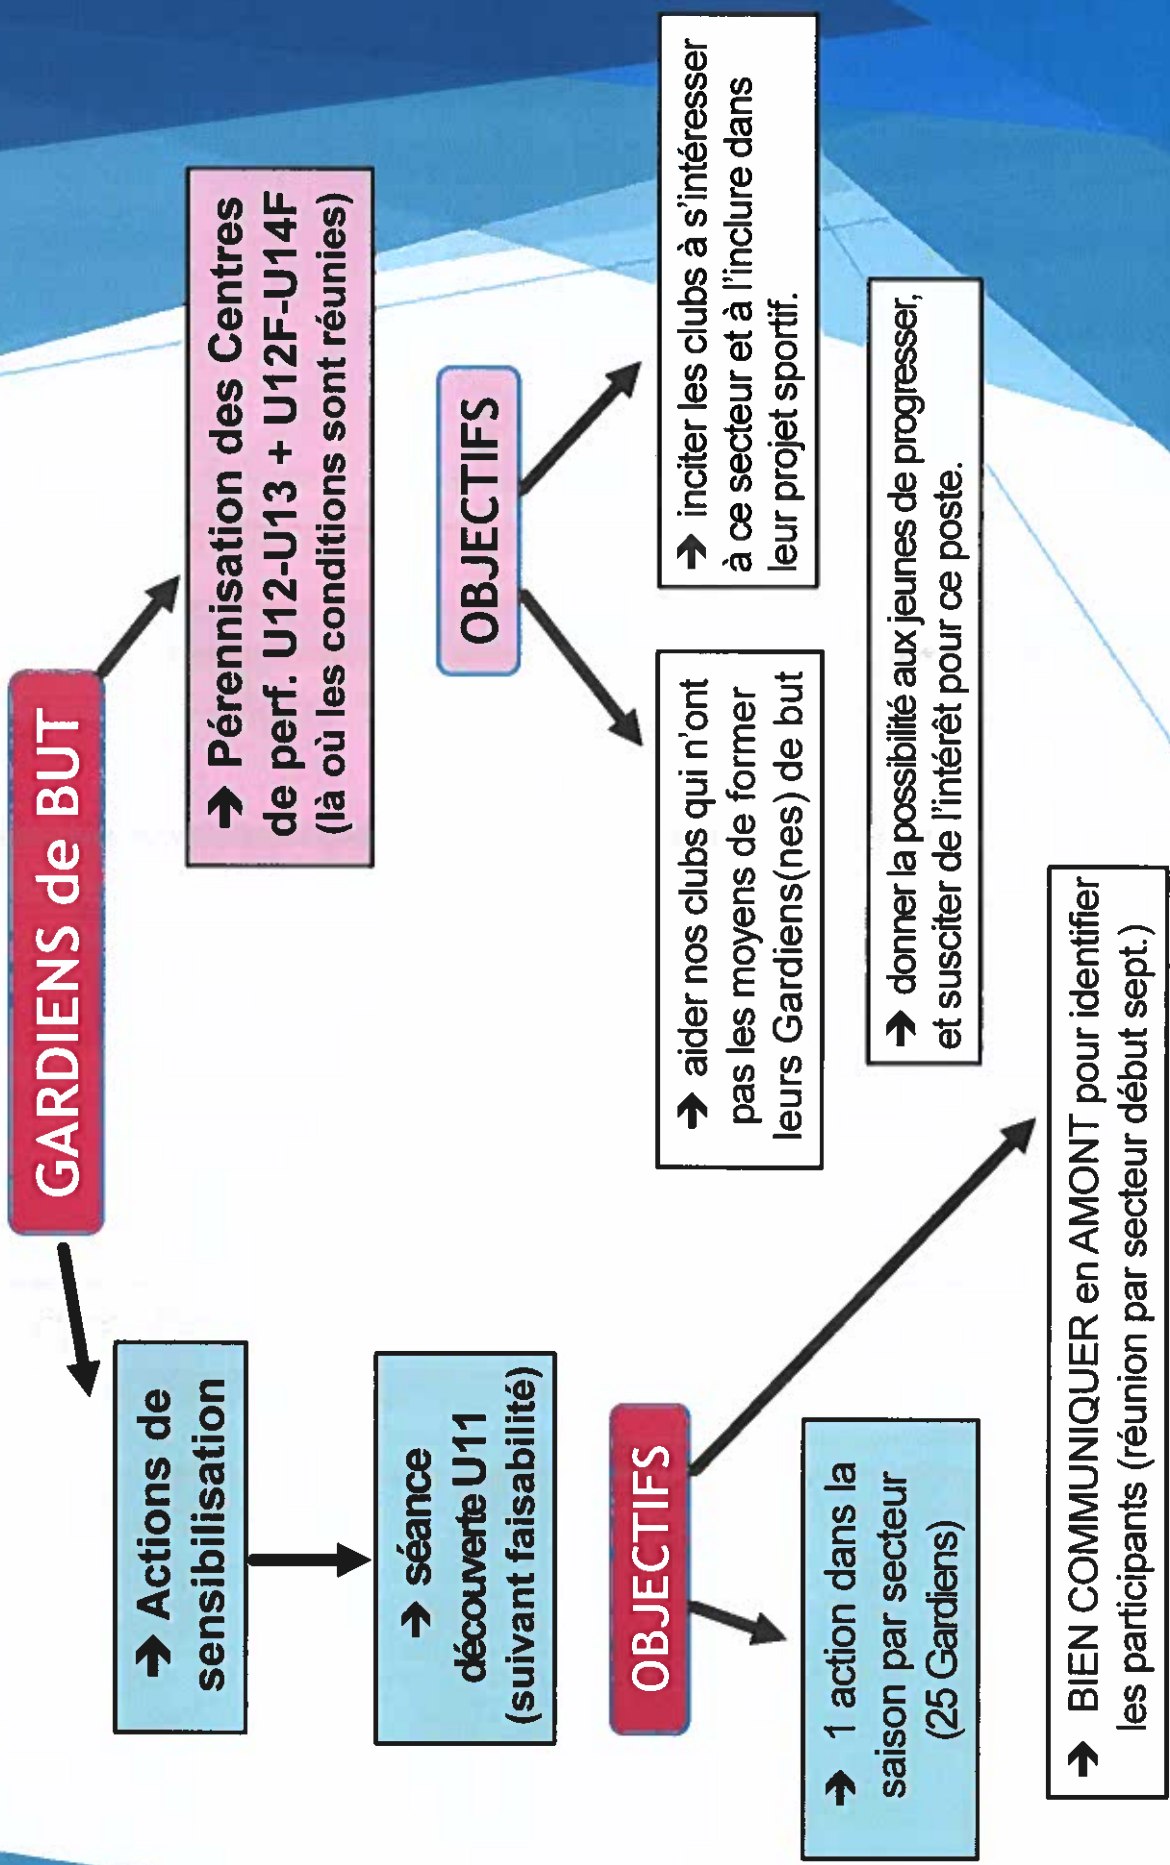 GARDIENS de BUT
➔ Actions de
sensibilisation
➔ séance
découverte U11
(suivant faisabilité)
OBJECTIFS
➔ 1 action dans la
saison par secteur
(25 Gardiens)
➔ BIEN COMMUNIQUER en AMONT pour identifier
les participants (réunion par secteur début sept.)
➔ Pérennisation des Centres
de perf. U12-U13 + U12F-U14F
(là où les conditions sont réunies)
OBJECTIFS
➔ aider nos clubs qui n'ont
pas les moyens de former
leurs Gardiens(nes) de but
➔ inciter les clubs à s'intéresser
à ce secteur et à l'inclure dans
leur projet sportif.
➔ donner la possibilité aux jeunes de progresser,
et susciter de l'intérêt pour ce poste.